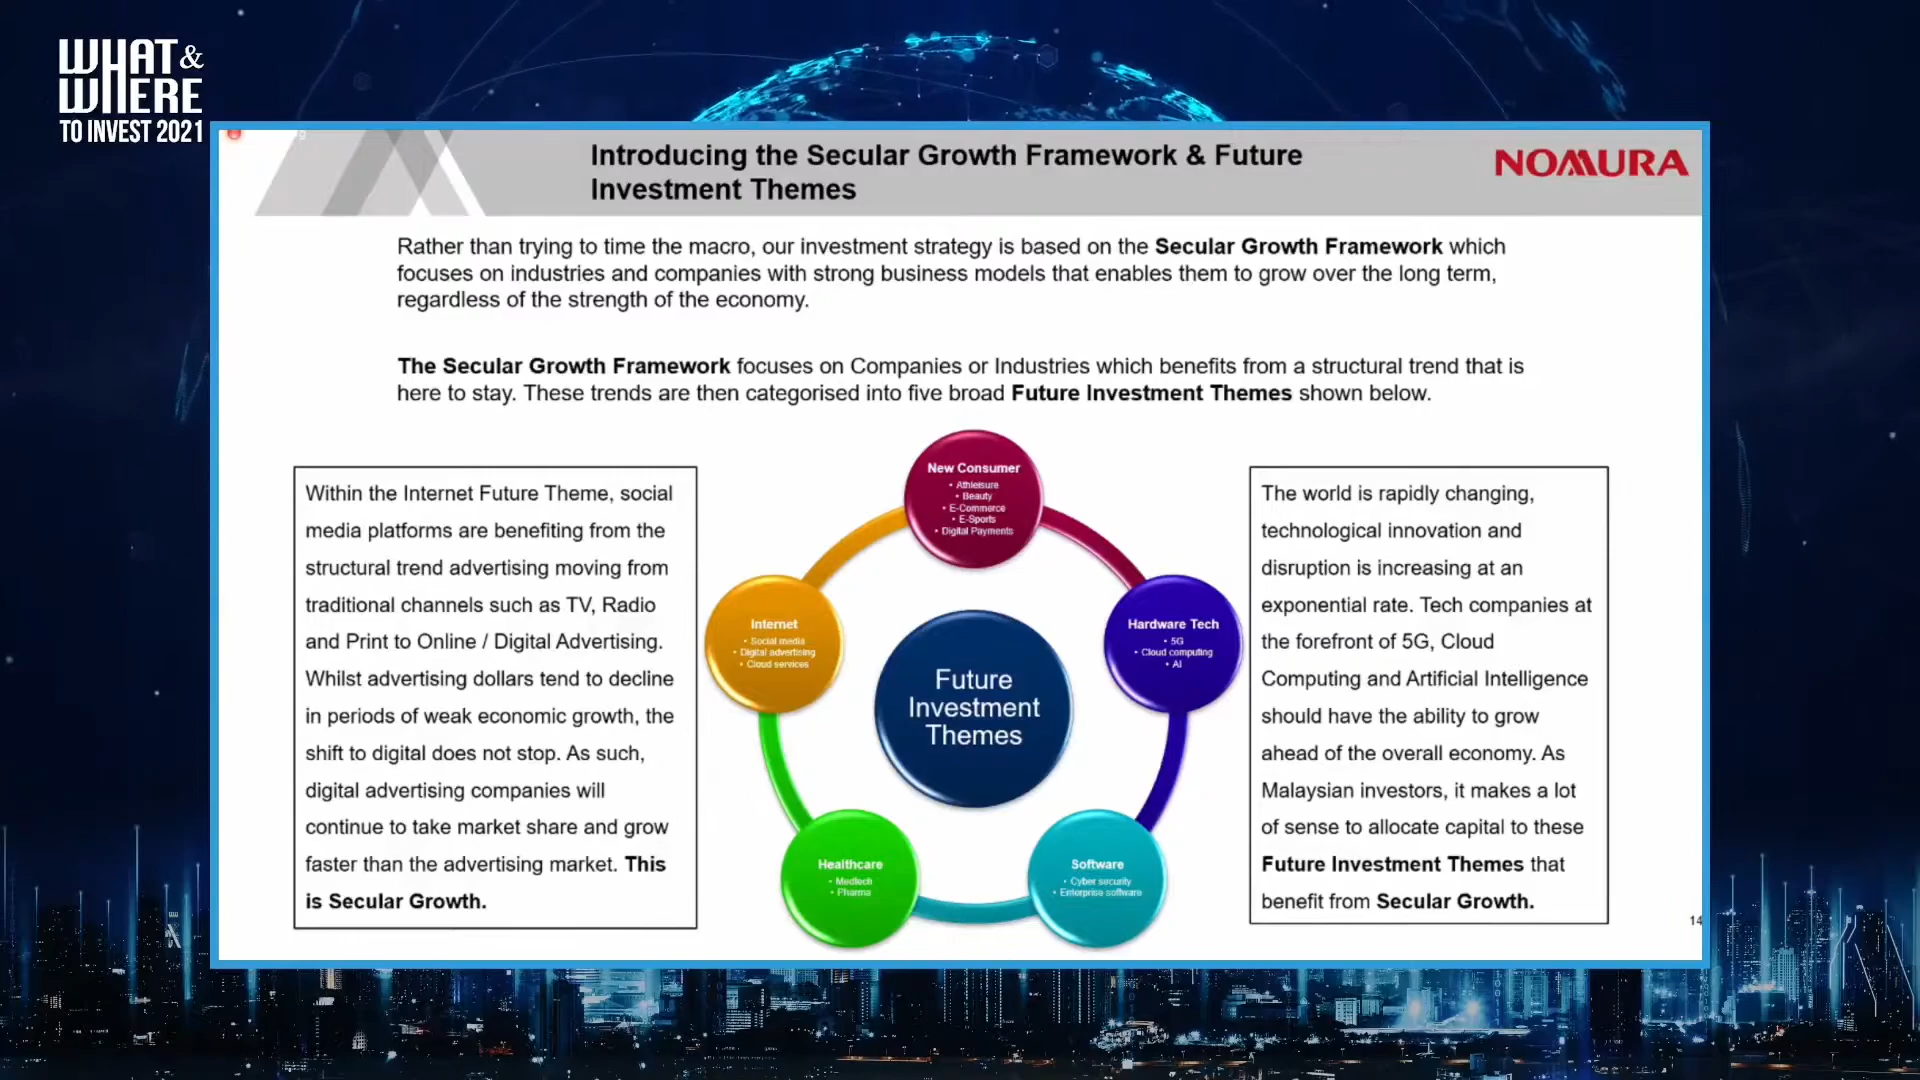 WHAT &
WHERE
TO INVEST 2021
Introducing the Secular Growth Framework & Future
Investment Themes
NOMURA
Rather than trying to time the macro, our investment strategy is based on the Secular Growth Framework which
focuses on industries and companies with strong business models that enables them to grow over the long term,
regardless of the strength of the economy.
The Secular Growth Framework focuses on Companies or Industries which benefits from a structural trend that is
here to stay. These trends are then categorised into five broad Future Investment Themes shown below.
Within the Internet Future Theme, social
media platforms are benefiting from the
structural trend advertising moving from
traditional channels such as TV, Radio
and Print to Online / Digital Advertising.
Whilst advertising dollars tend to decline
in periods of weak economic growth, the
shift to digital does not stop. As such,
digital advertising companies will
continue to take market share and grow
faster than the advertising market. This
is Secular Growth.
New Consumer
• Athleisure
• Beauty
• E-Commerce
• E-Sports
• Digital Payments
Internet
• Social media
• Digital advertising
• Cloud services
Hardware Tech
• 5G
• Cloud computing
• AI
Future
Investment
Themes
Healthcare
• Medtech
• Pharma
Software
• Cyber security
• Enterprise software
The world is rapidly changing,
technological innovation and
disruption is increasing at an
exponential rate. Tech companies at
the forefront of 5G, Cloud
Computing and Artificial Intelligence
should have the ability to grow
ahead of the overall economy. As
Malaysian investors, it makes a lot
of sense to allocate capital to these
Future Investment Themes that
benefit from Secular Growth.
14